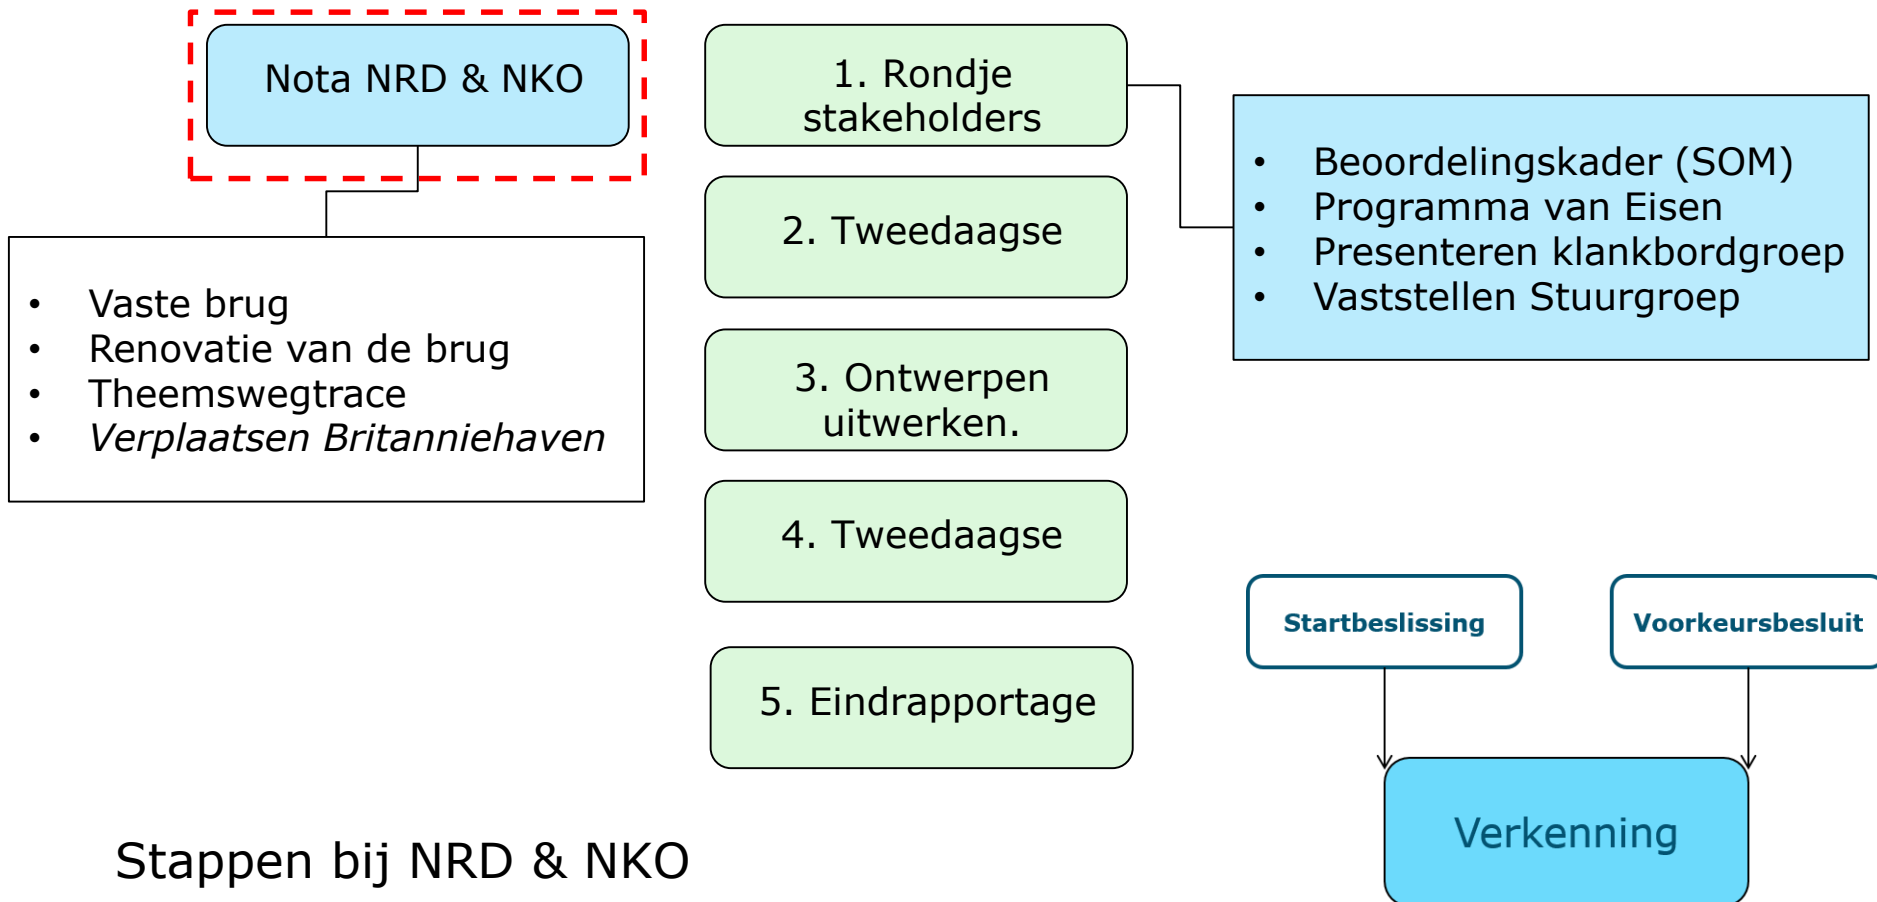 Nota NRD & NKO
• Vaste brug
• Renovatie van de brug
• Theemswegtrace
• Verplaatsen Britanniehaven
1. Rondje
stakeholders
2. Tweedaagse
3. Ontwerpen
uitwerken.
4. Tweedaagse
5. Eindrapportage
• Beoordelingskader (SOM)
• Programma van Eisen
• Presenteren klankbordgroep
• Vaststellen Stuurgroep
Startbeslissing
Voorkeursbesluit
Verkenning
Stappen bij NRD & NKO